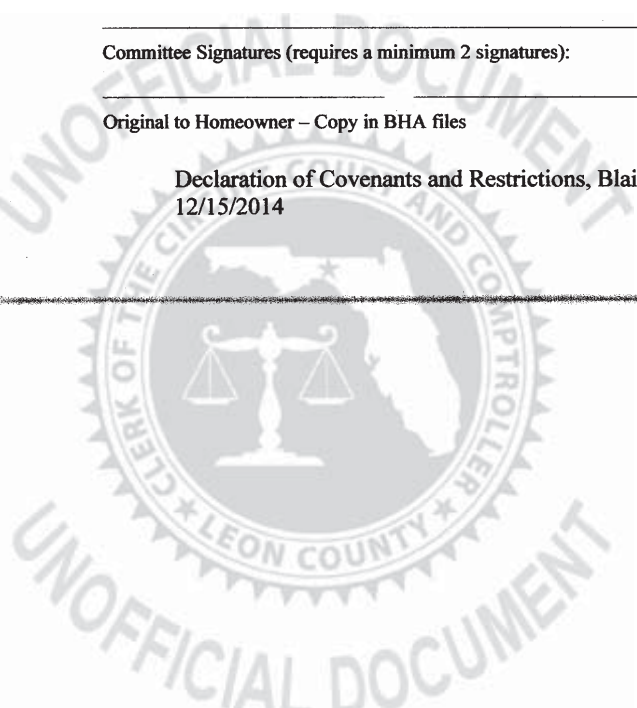 UNOFFICIAL DOCUMENT
Committee Signatures (requires a minimum 2 signatures):
Original to Homeowner – Copy in BHA files
Declaration of Covenants and Restrictions, Blai
12/15/2014
CLERK OF THE CIRCUIT COURT AND COMPTROLLER
LEON COUNTY
UNOFFICIAL DOCUMENT